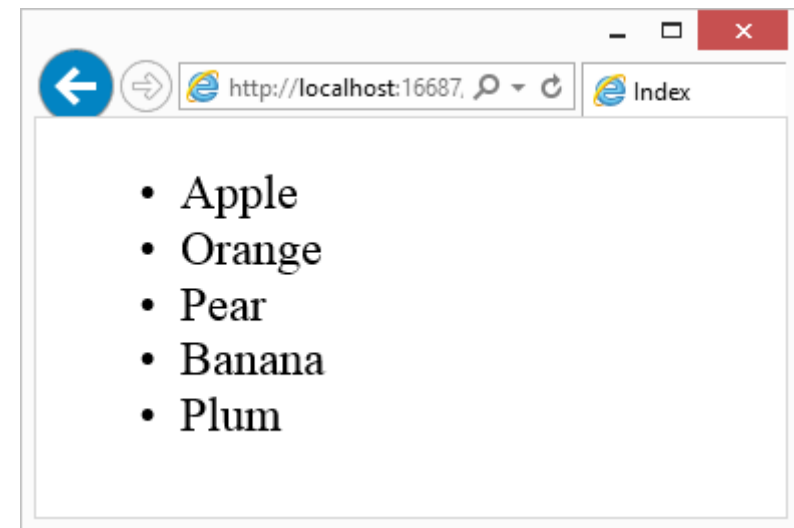 http://localhost:16687, Index
• Apple
• Orange
• Pear
• Banana
• Plum